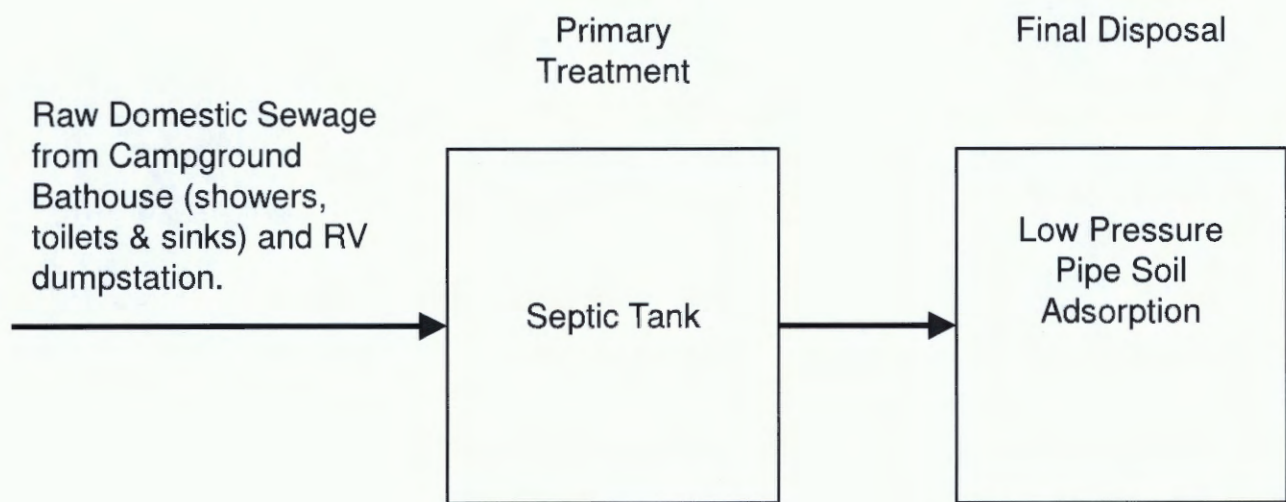 Primary
Treatment
Final Disposal
Raw Domestic Sewage
from Campground
Bathouse (showers,
toilets & sinks) and RV
dumpstation.
Septic Tank
Low Pressure
Pipe Soil
Adsorption